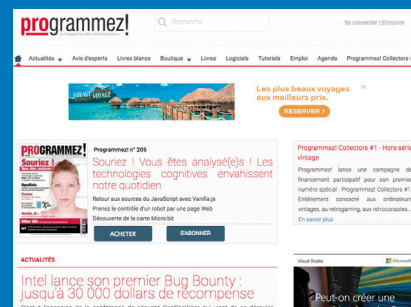 programmez!
Recherche
Se connecter | S'inscrire
Actualités Avis d'experts Livres blancs Boutique Livres Logiciels Tutoriels Emploi Agenda Programmez! Collectors
VOYAGE VOYAGE
Les plus beaux voyages
aux meilleurs prix.
RESERVER >
PROGRAMMEZ!
Souriez !
Programmez! n° 205
Souriez ! Vous êtes analysé(e)s ! Les
technologies cognitives envahissent
notre quotidien
Retour aux sources du JavaScript avec Vanilla.js
Prenez le contrôle d'un robot par une page Web
Découverte de la carte Micro:bit
ACHETER S'ABONNER
Programmez! Collectors #1 - Hors-série
vintage
Programmez! lance une campagne de
financement participatif pour son premier
numéro spécial : Programmez! Collectors #1.
Entièrement consacré aux ordinateurs
vintages, au retrogaming, aux retroconsoles...
En savoir plus
ACTUALITÉS
Intel lance son premier Bug Bounty :
jusqu'à 30 000 dollars de récompense
Visual Studio Microsoft
Peut-on créer une